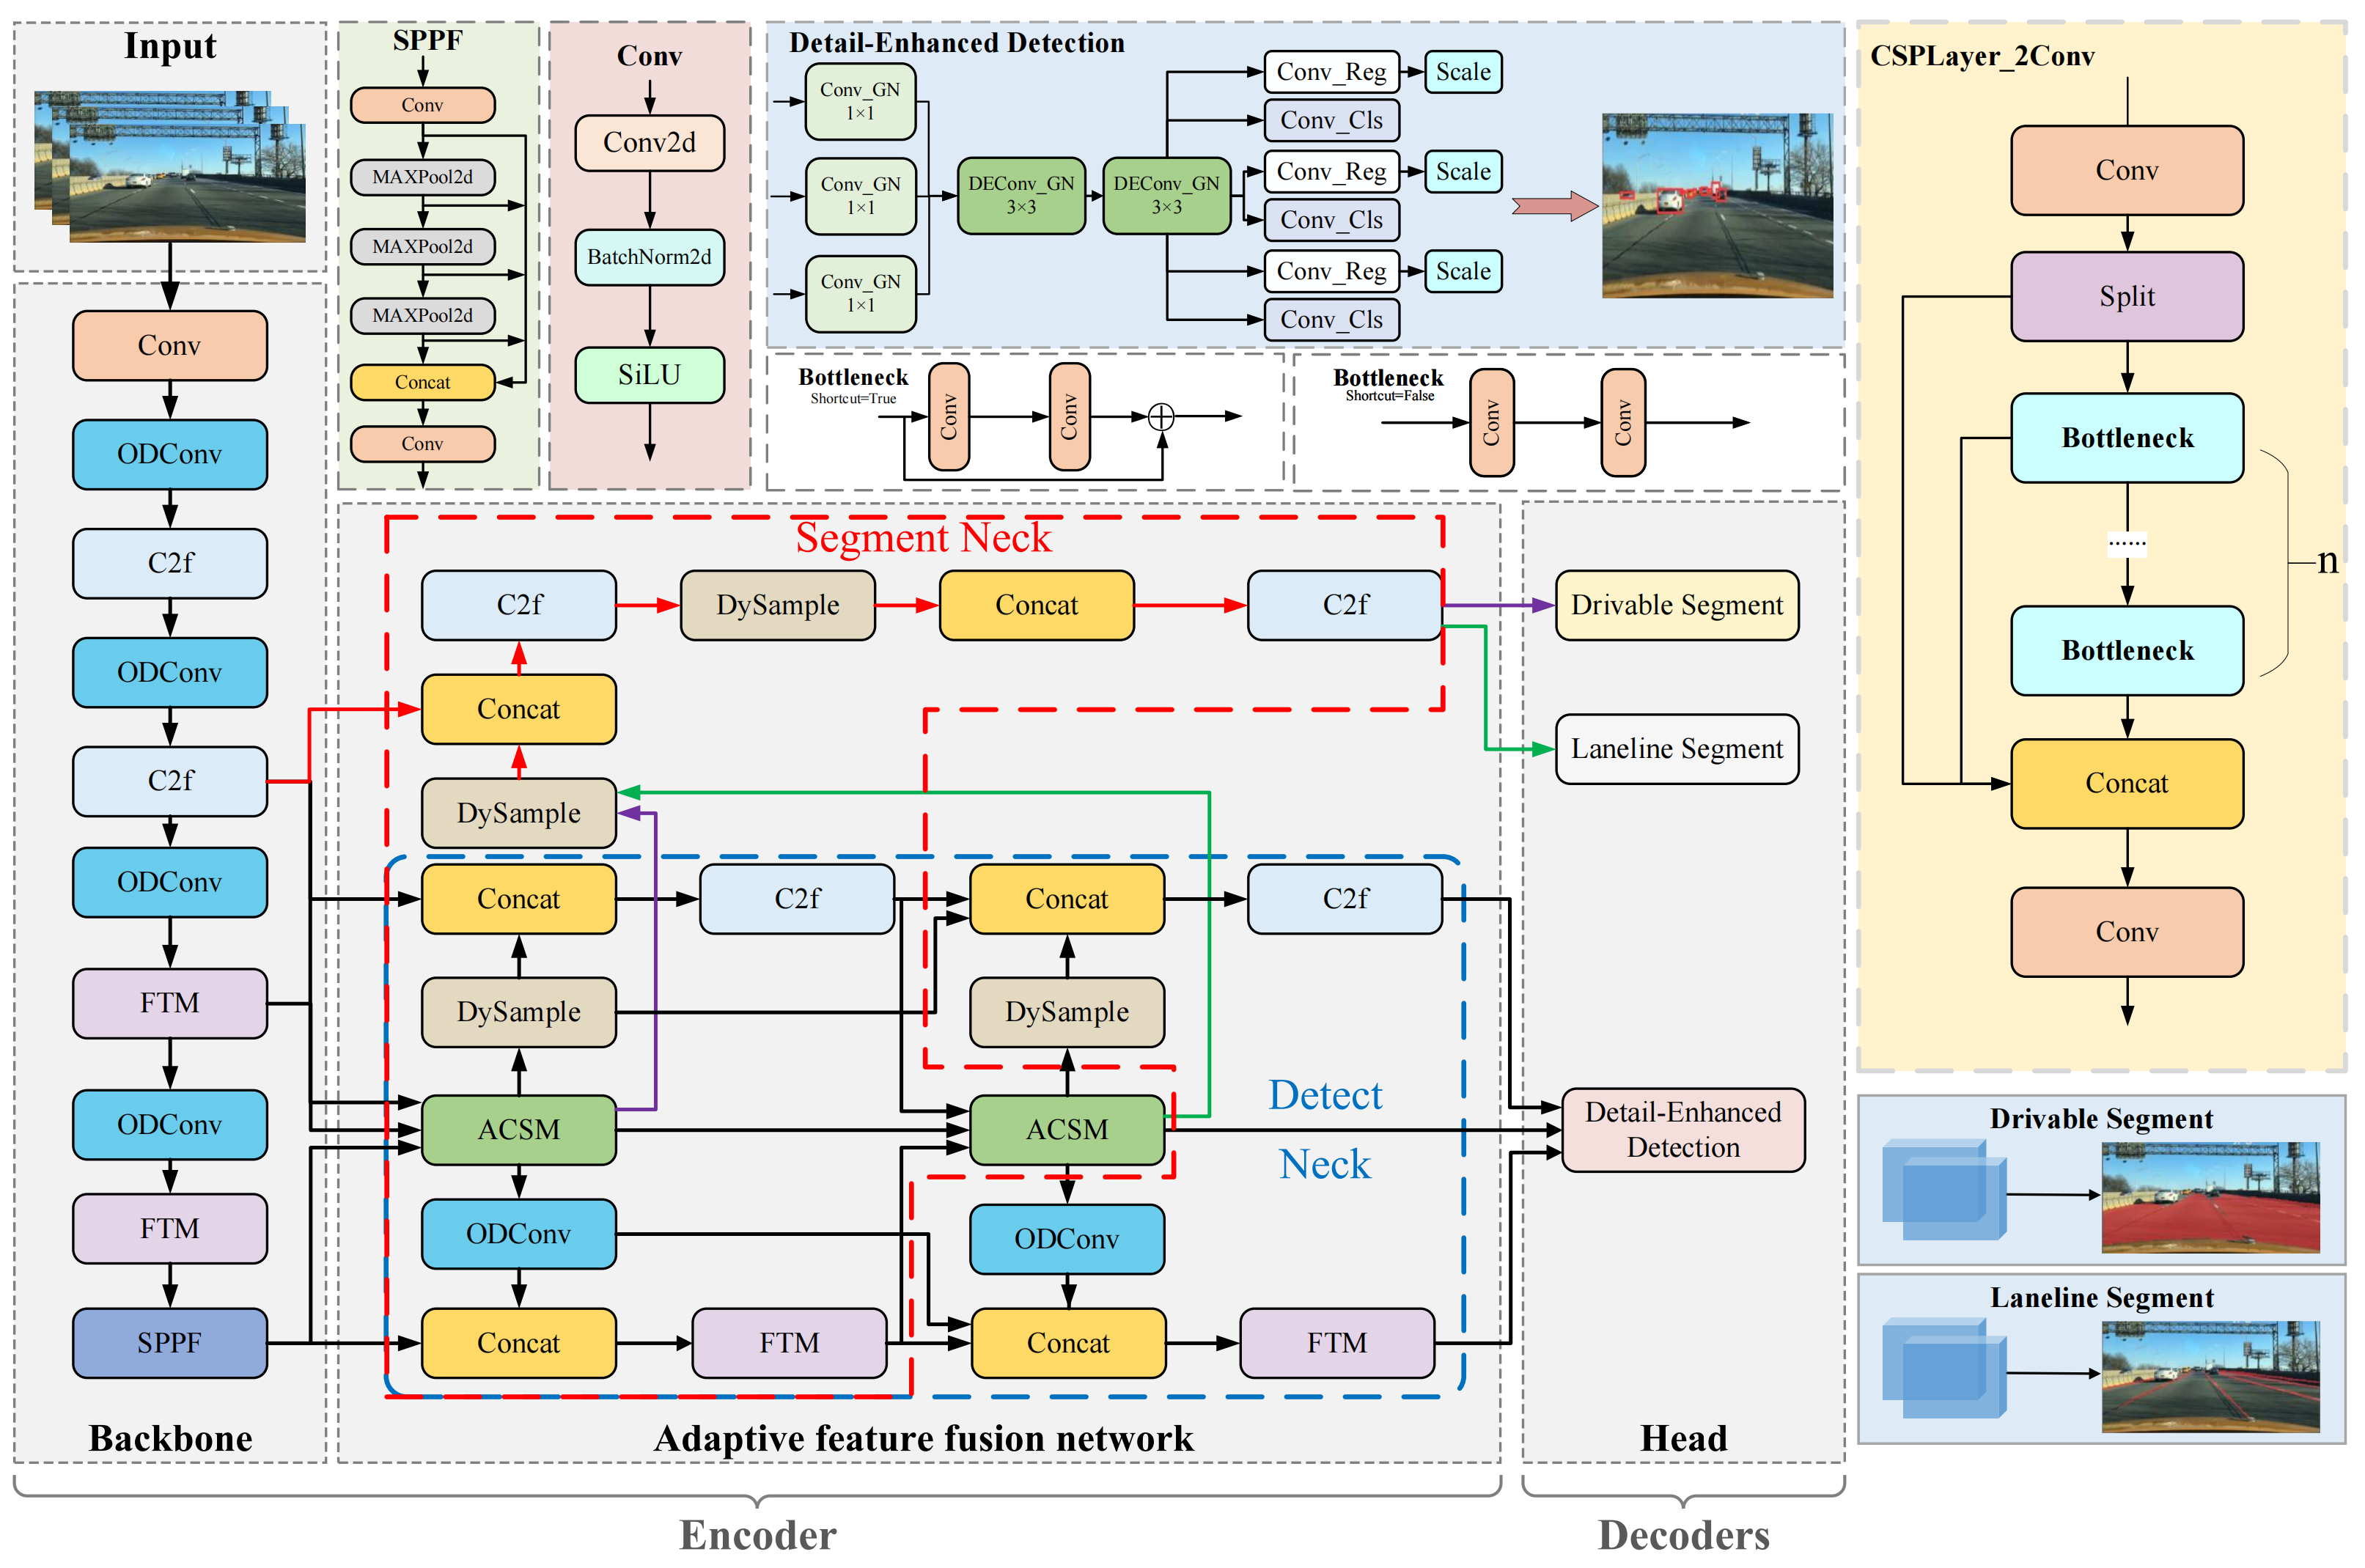 Input
Conv
ODConv
C2f
ODConv
C2f
ODConv
FTM
ODConv
FTM
SPPF
Backbone
SPPF
Conv
MAXPool2d
MAXPool2d
MAXPool2d
Concat
Conv
Conv
Conv2d
BatchNorm2d
SiLU
Detail-Enhanced Detection
Conv_GN
1×1
Conv_GN
1×1
Conv_GN
1×1
DEConv_GN
3×3
DEConv_GN
3×3
Conv_Reg
Scale
Conv_Cls
Conv_Reg
Scale
Conv_Cls
Conv_Reg
Scale
Conv_Cls
Bottleneck
Shortcut=True
Conv
Conv
Bottleneck
Shortcut=False
Conv
Conv
Segment Neck
C2f
DySample
Concat
C2f
Concat
DySample
Concat
C2f
Concat
C2f
DySample
DySample
ACSM
ACSM
Detect
Neck
ODConv
ODConv
Concat
FTM
Concat
FTM
Adaptive feature fusion network
Drivable Segment
Laneline Segment
Detail-Enhanced
Detection
Head
CSPLayer_2Conv
Conv
Split
Bottleneck
......
n
Bottleneck
Concat
Conv
Drivable Segment
Laneline Segment
Encoder
Decoders